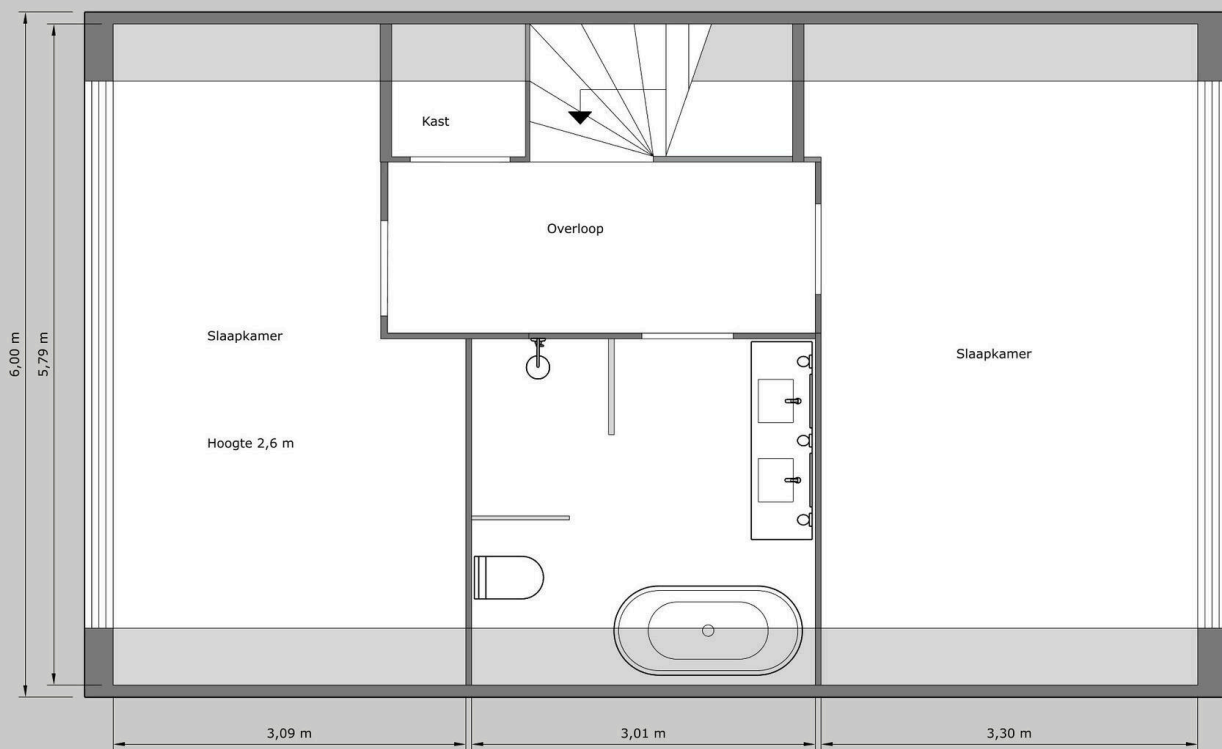 Kast
Overloop
Slaapkamer
Slaapkamer
Hoogte 2,6 m
6,00 m
5,79 m
3,09 m
3,01 m
3,30 m